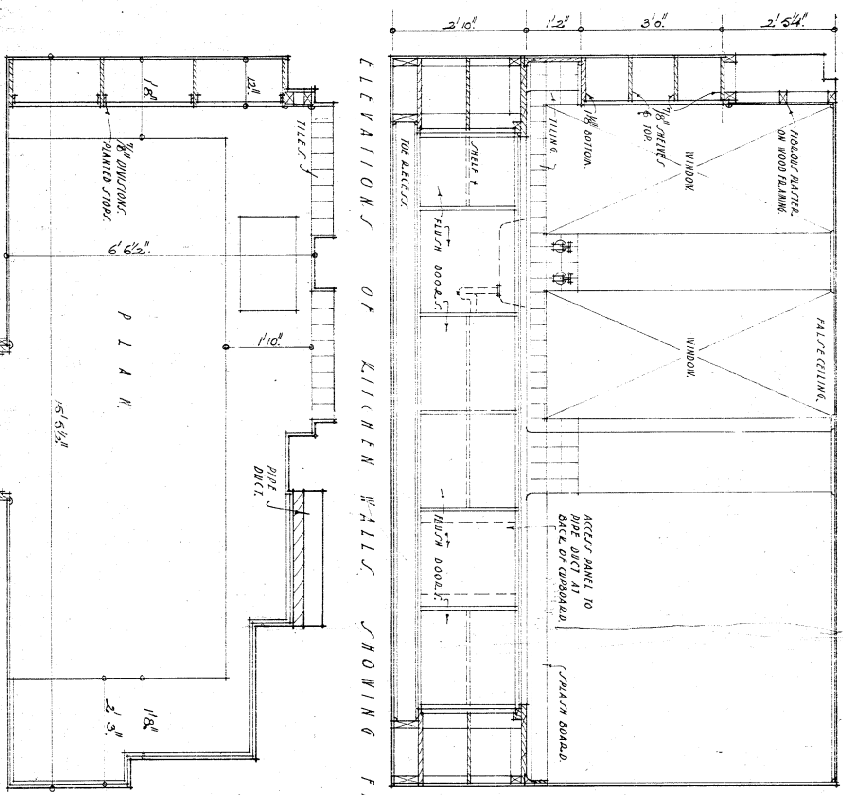 2' 10"
1' 2"
3' 0"
2' 5¼"
FIBROUS PLASTER
ON WOOD FRAMING.
WINDOW.
⅞" SHELVES
& TOP.
1⅛" BOTTOM.
TILING.
SHELF
TOE RECESS.
FLUSH DOORS.
FALSE CEILING.
WINDOW.
FLUSH DOORS.
ACCESS PANEL TO
PIPE DUCT AT
BACK OF CUPBOARD.
SPLASH BOARD.
ELEVATIONS OF KITCHEN WALLS SHOWING
12"
1' 8"
TILES
⅞" DIVISIONS.
PLANTED STOPS.
6' 6½"
1' 10"
PLAN.
15' 5½"
PIPE
DUCT.
1' 8"
2' 3"